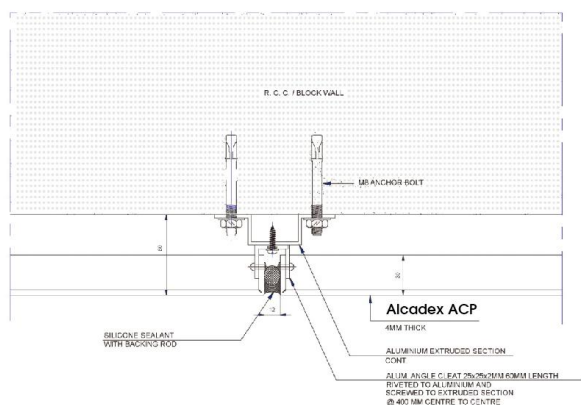 R. C. C. / BLOCK WALL
M8 ANCHOR BOLT
12
Alcadex ACP
4MM THICK
SILICONE SEALANT
WITH BACKING ROD
ALUMINIUM EXTRUDED SECTION
CONT
ALUM. ANGLE CLEAT 25x25x2MM 60MM LENGTH
RIVETED TO ALUMINIUM AND
SCREWED TO EXTRUDED SECTION
@ 400 MM CENTRE TO CENTRE